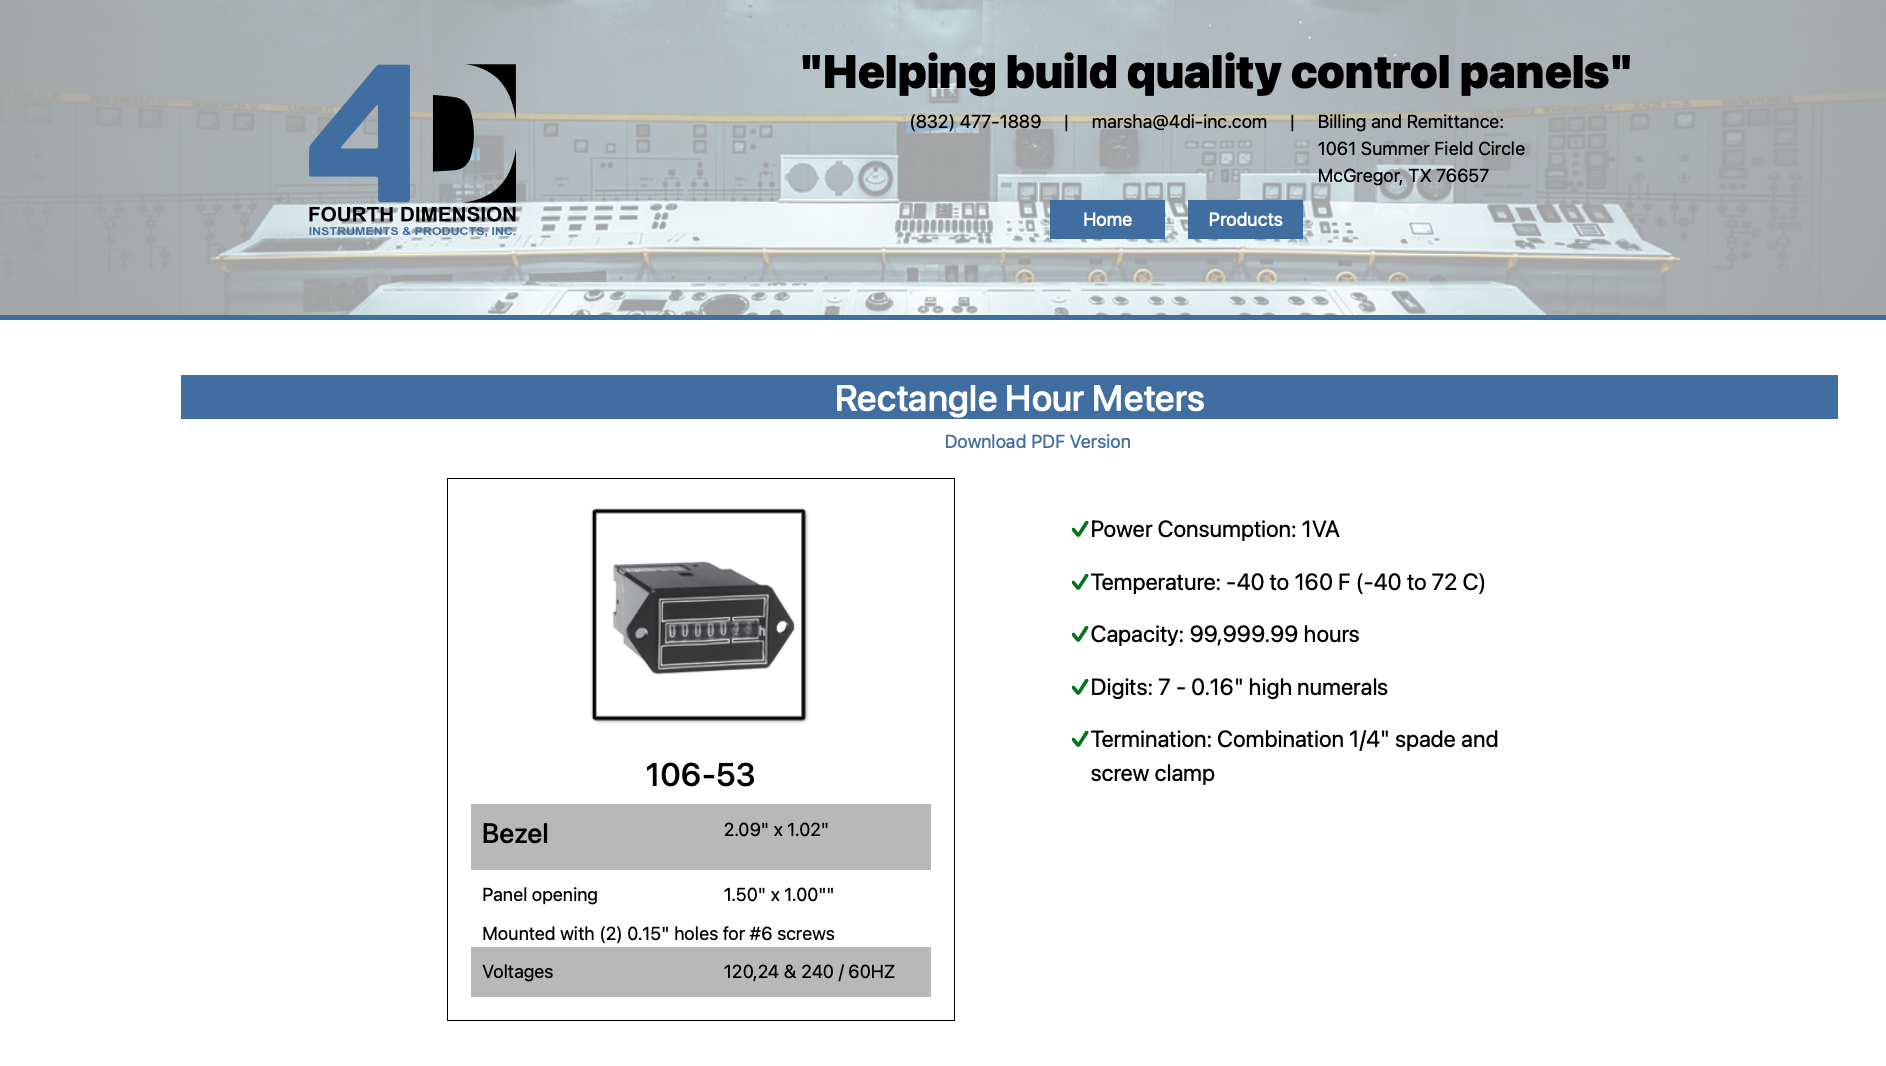 4D
FOURTH DIMENSION
INSTRUMENTS & PRODUCTS, INC.
"Helping build quality control panels"
(832) 477-1889 | marsha@4di-inc.com | Billing and Remittance:
1061 Summer Field Circle
McGregor, TX 76657
Home Products
Rectangle Hour Meters
Download PDF Version
106-53
Bezel 2.09" x 1.02"
Panel opening 1.50" x 1.00""
Mounted with (2) 0.15" holes for #6 screws
Voltages 120,24 & 240 / 60HZ
Power Consumption: 1VA
Temperature: -40 to 160 F (-40 to 72 C)
Capacity: 99,999.99 hours
Digits: 7 - 0.16" high numerals
Termination: Combination 1/4" spade and
screw clamp